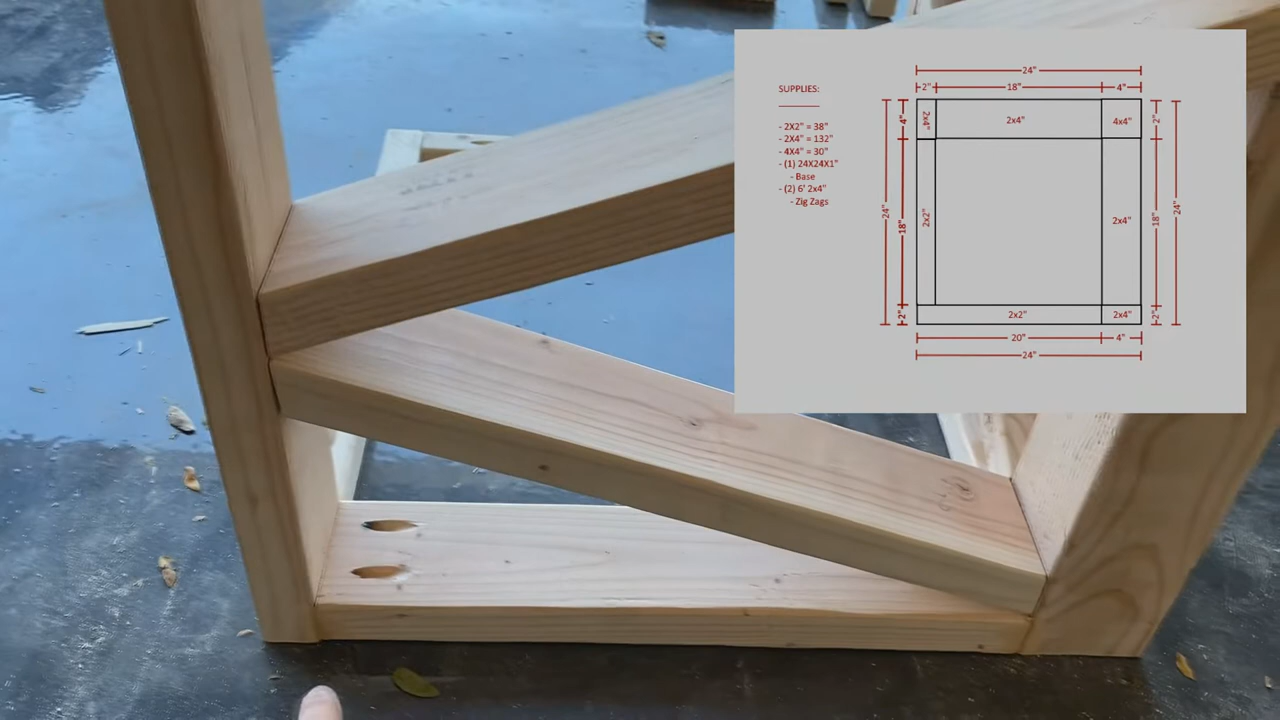 SUPPLIES:
- 2X2" = 38"
- 2X4" = 132"
- 4X4" = 30"
- (1) 24X24X1"
- Base
- (2) 6' 2x4"
- Zig Zags
24"
2"
18"
4"
4"
2x4"
2x4"
4x4"
2"
24"
18"
2x2"
2x4"
18"
24"
2"
2x2"
2x4"
2"
20"
4"
24"